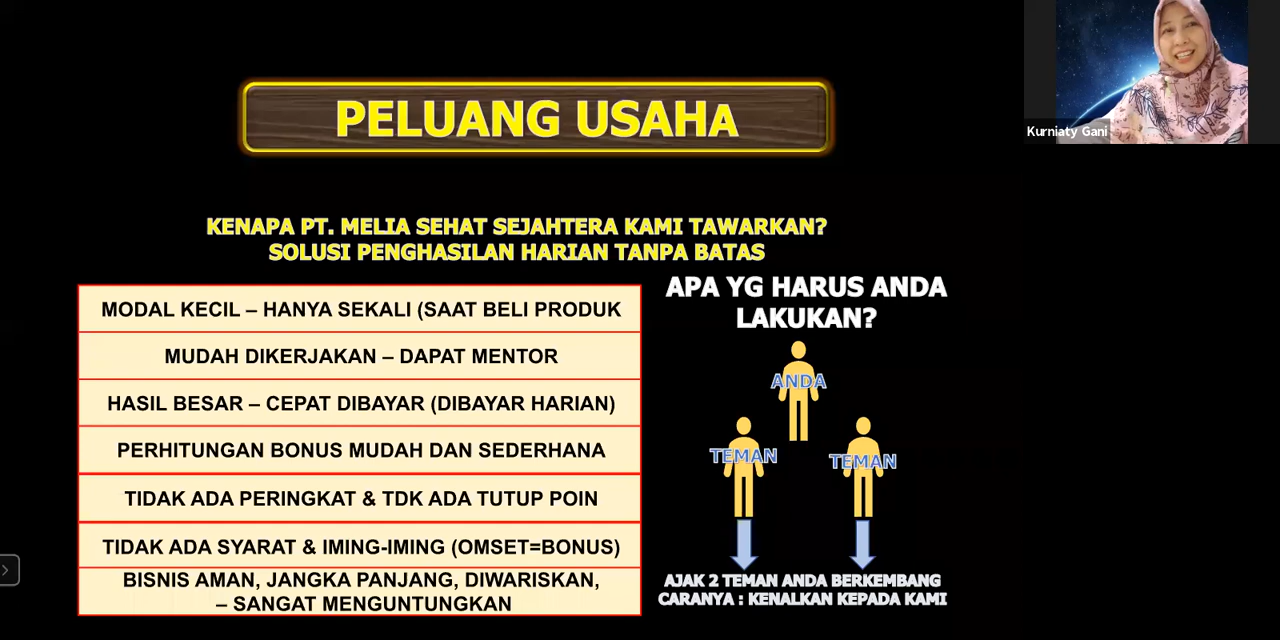 Kurniaty Gani
PELUANG USAHA
KENAPA PT. MELIA SEHAT SEJAHTERA KAMI TAWARKAN?
SOLUSI PENGHASILAN HARIAN TANPA BATAS
MODAL KECIL – HANYA SEKALI (SAAT BELI PRODUK
MUDAH DIKERJAKAN – DAPAT MENTOR
HASIL BESAR – CEPAT DIBAYAR (DIBAYAR HARIAN)
PERHITUNGAN BONUS MUDAH DAN SEDERHANA
TIDAK ADA PERINGKAT & TDK ADA TUTUP POIN
TIDAK ADA SYARAT & IMING-IMING (OMSET=BONUS)
BISNIS AMAN, JANGKA PANJANG, DIWARISKAN,
– SANGAT MENGUNTUNGKAN
APA YG HARUS ANDA
LAKUKAN?
ANDA
TEMAN
TEMAN
AJAK 2 TEMAN ANDA BERKEMBANG
CARANYA : KENALKAN KEPADA KAMI